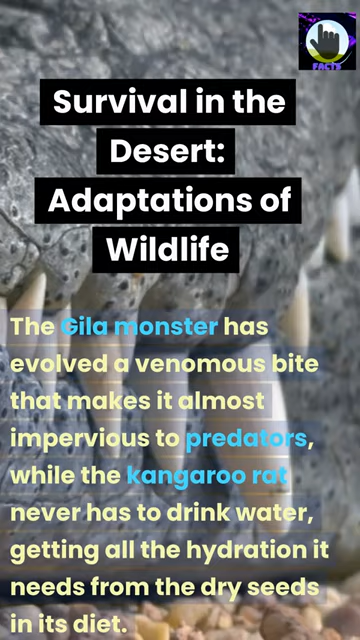 FACTS
Survival in the
Desert:
Adaptations of
Wildlife
The Gila monster has
evolved a venomous bite
that makes it almost
impervious to predators,
while the kangaroo rat
never has to drink water,
getting all the hydration it
needs from the dry seeds
in its diet.